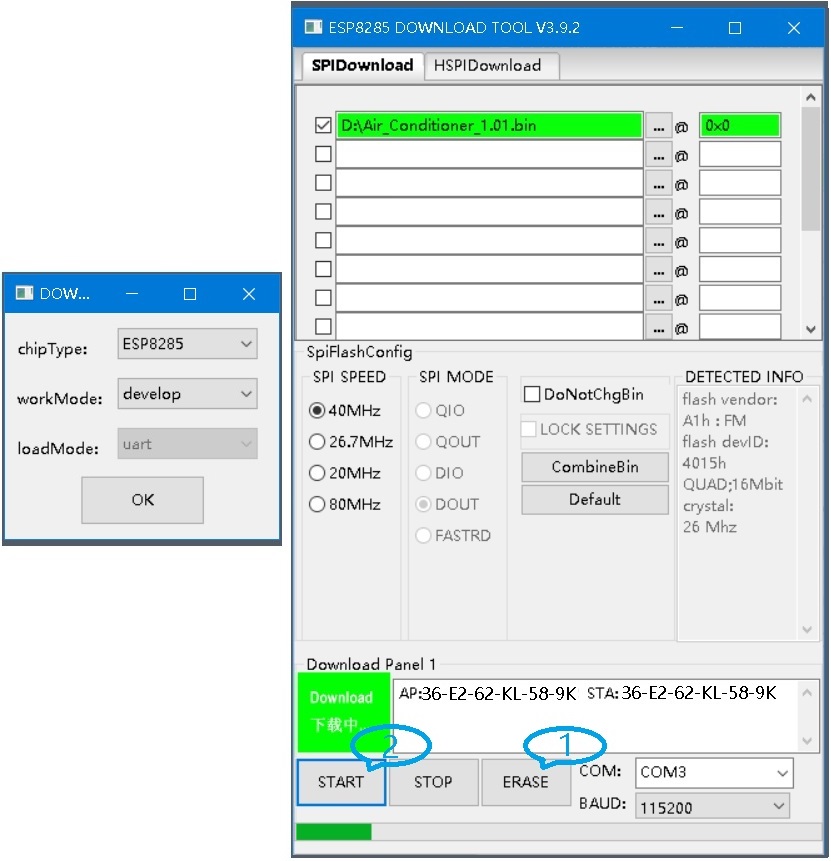 DOW...
chipType: ESP8285
workMode: develop
loadMode: uart
OK
ESP8285 DOWNLOAD TOOL V3.9.2
SPIDownload HSPIDownload
D:\Air_Conditioner_1.01.bin ... @ 0x0
... @
... @
... @
... @
... @
... @
... @
SpiFlashConfig
SPI SPEED
40MHz
26.7MHz
20MHz
80MHz
SPI MODE
QIO
QOUT
DIO
DOUT
FASTRD
DoNotChgBin
LOCK SETTINGS
CombineBin
Default
DETECTED INFO
flash vendor:
A1h : FM
flash devID:
4015h
QUAD;16Mbit
crystal:
26 Mhz
Download Panel 1
Download
下载中
AP:36-E2-62-KL-58-9K STA: 36-E2-62-KL-58-9K
2
1
START STOP ERASE
COM: COM3
BAUD: 115200